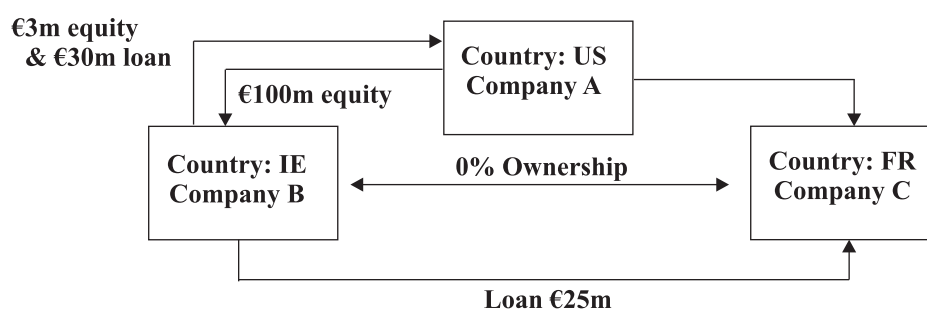 €3m equity
& €30m loan
Country: US
Company A
€100m equity
Country: IE
Company B
0% Ownership
Country: FR
Company C
Loan €25m